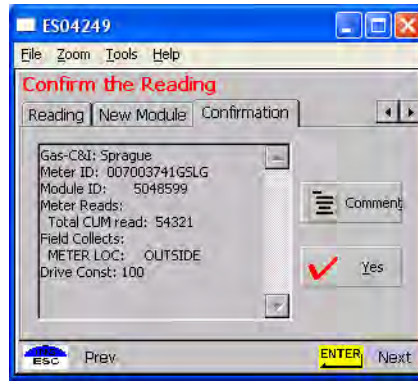 ES04249
File Zoom Tools Help
Confirm the Reading
Reading New Module Confirmation
Gas-C&I: Sprague
Meter ID: 007003741GSLG
Module ID: 5048599
Meter Reads:
Total CUM read: 54321
Field Collects:
METER LOC: OUTSIDE
Drive Const: 100
Comment
Yes
ESC Prev
ENTER Next